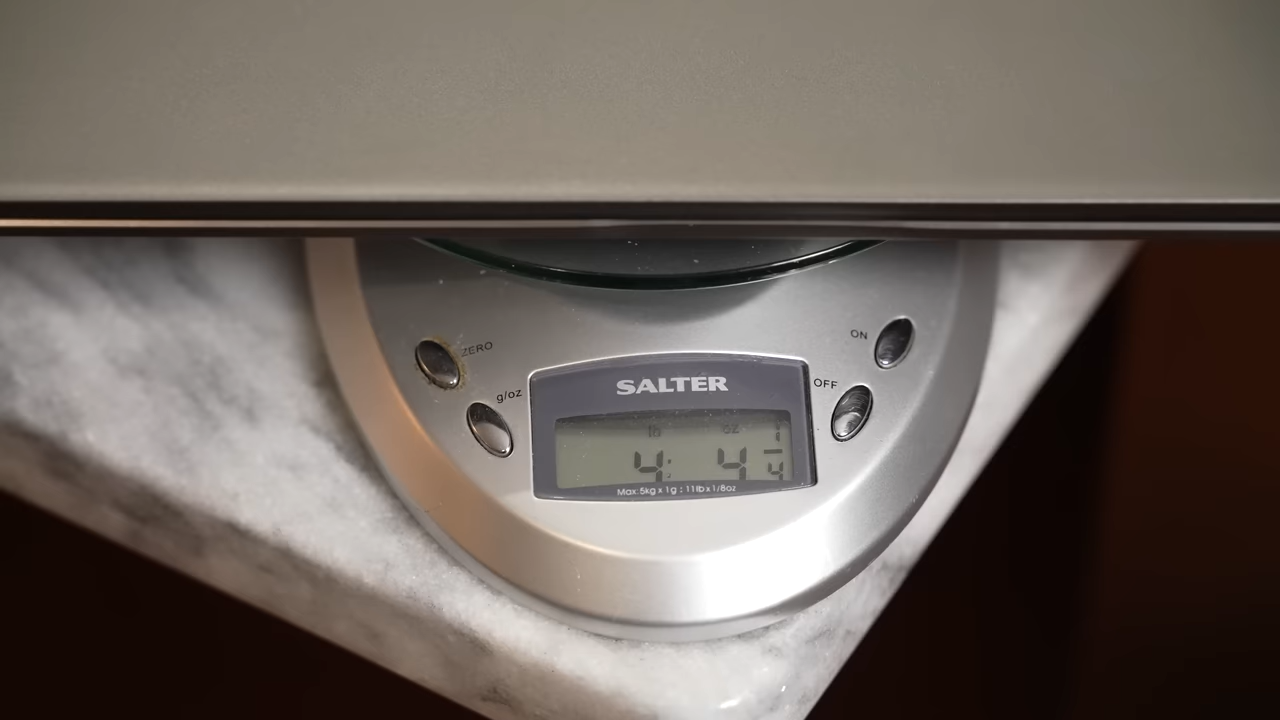 ZERO
g/oz
ON
OFF
SALTER
lb oz
4: 4 1/4
Max: 5kg x 1g : 11lb x 1/8oz